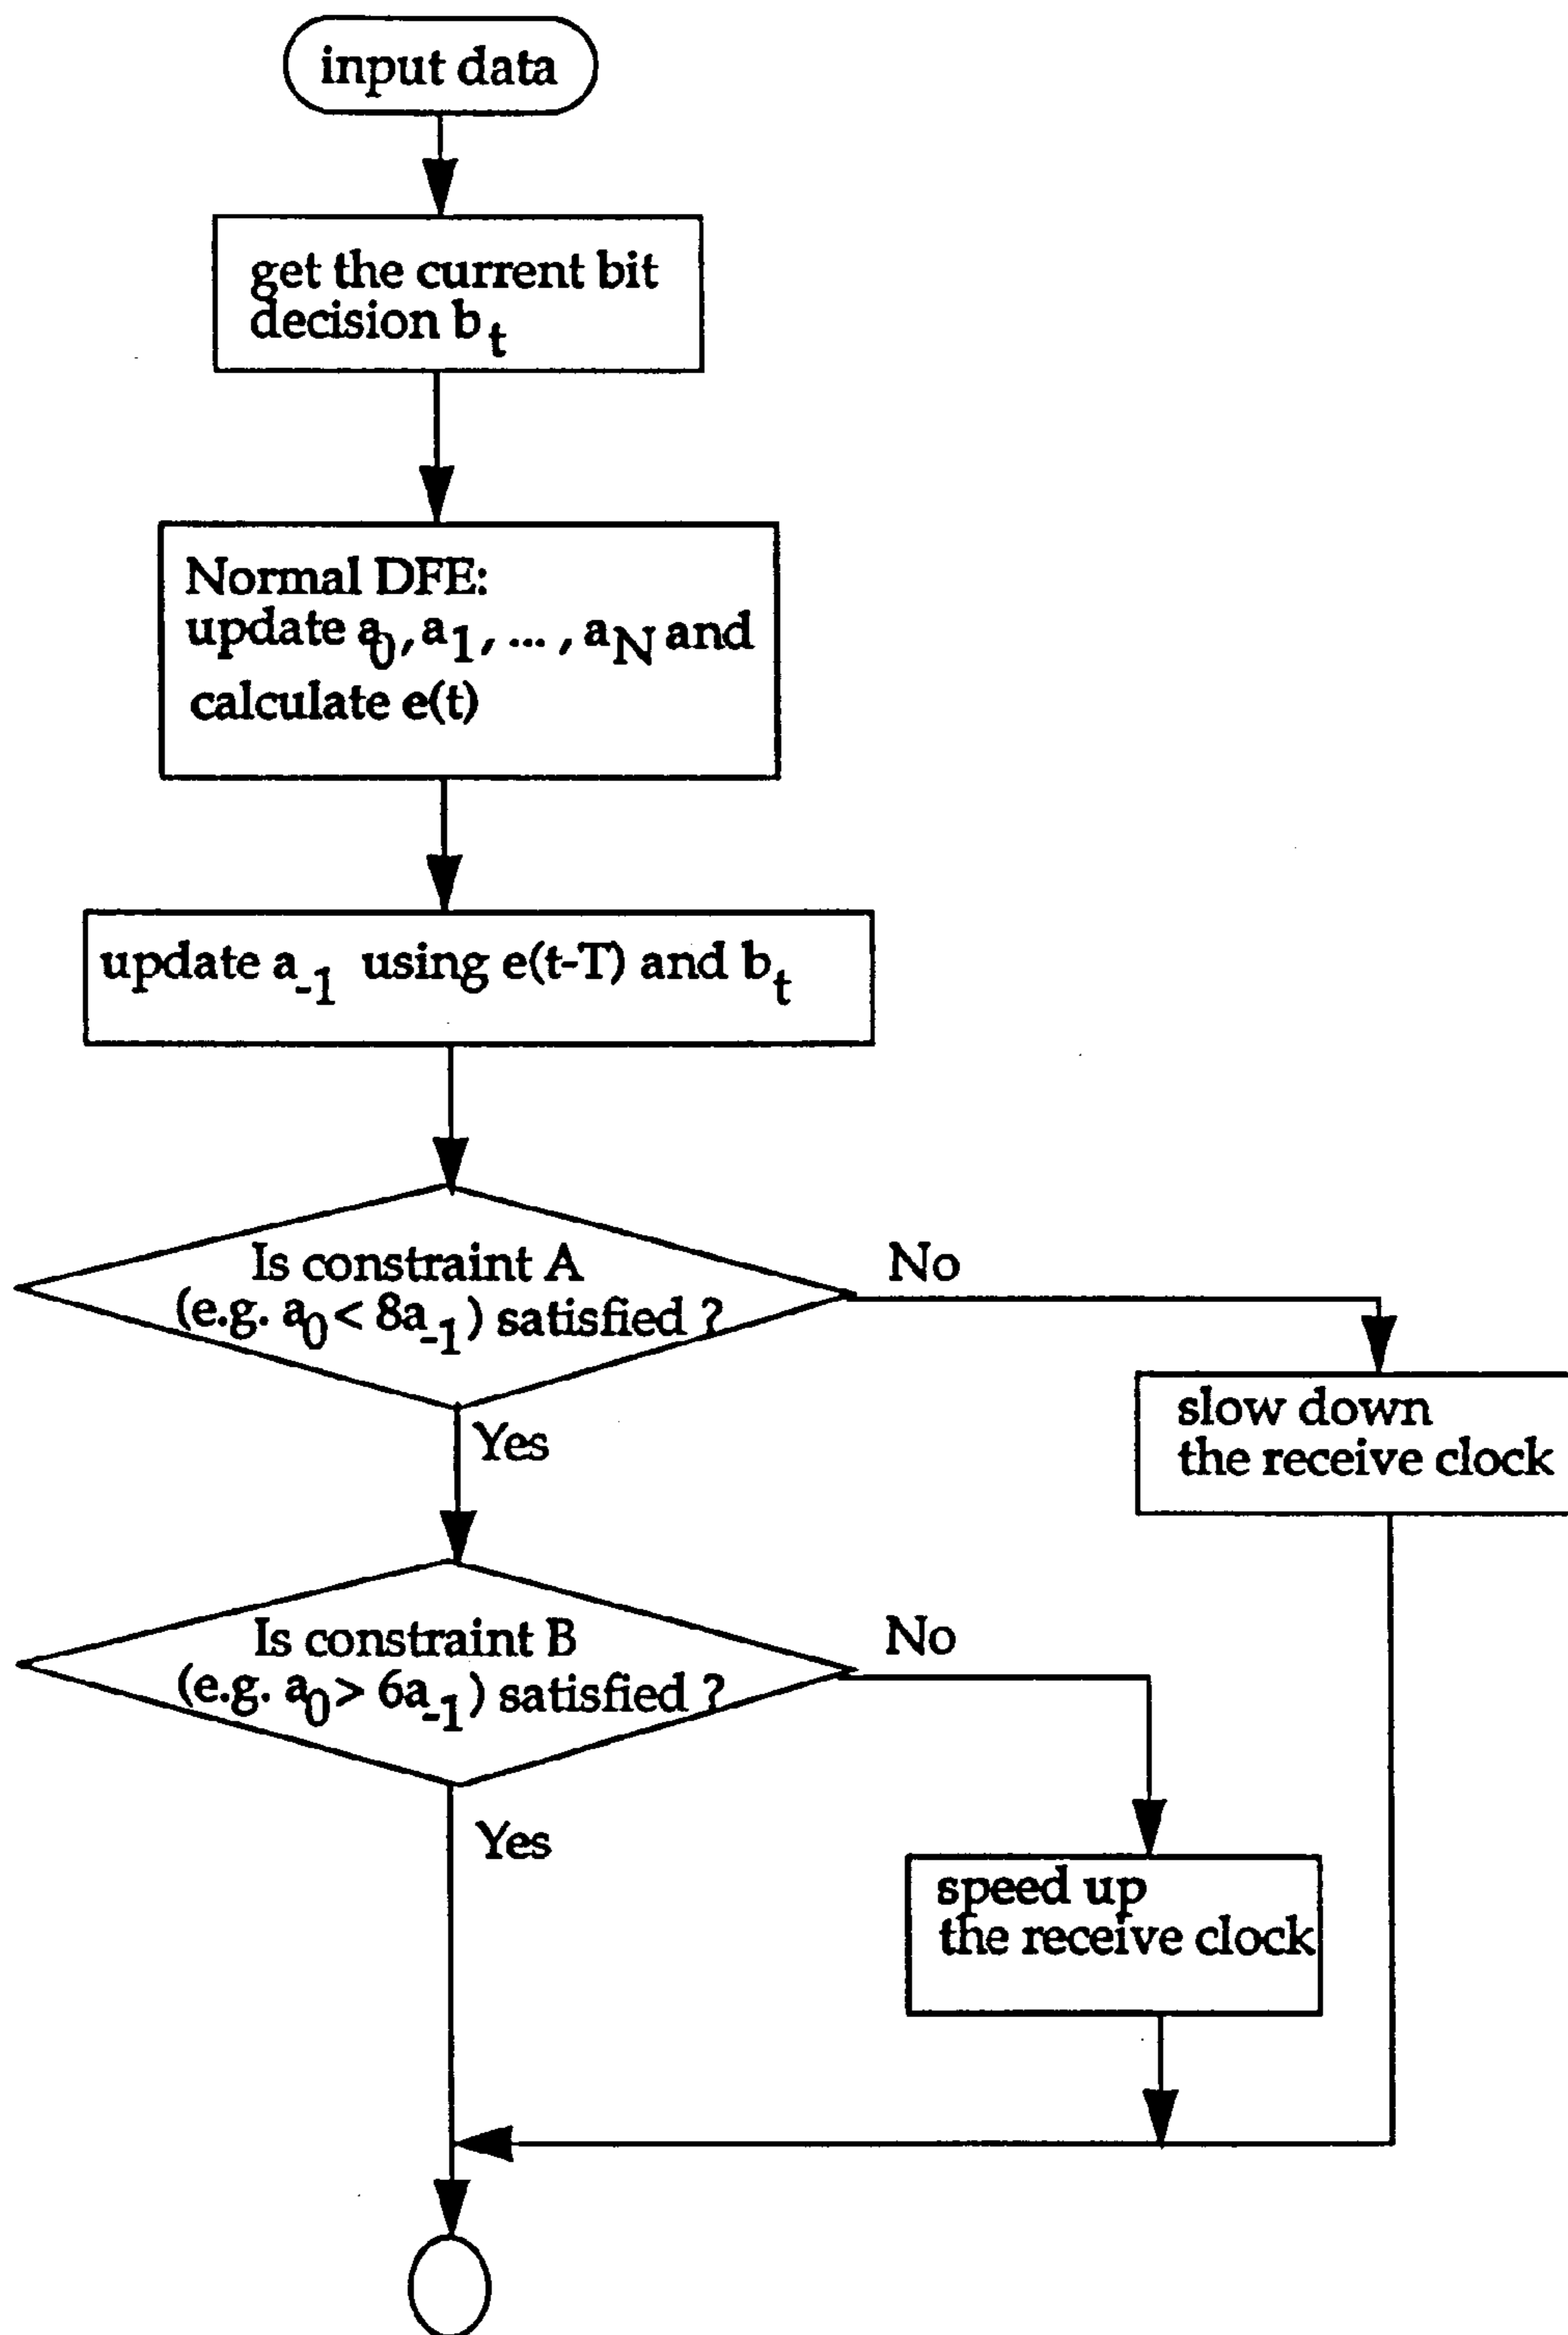 input data
get the current bit
decision b_t
Normal DFE:
update a_0, a_1, ... , a_N and
calculate e(t)
update a_-1 using e(t-T) and b_t
Is constraint A
(e.g. a_0 < 8a_-1) satisfied ?
No
slow down
the receive clock
Yes
Is constraint B
(e.g. a_0 > 6a_-1) satisfied ?
No
Yes
speed up
the receive clock